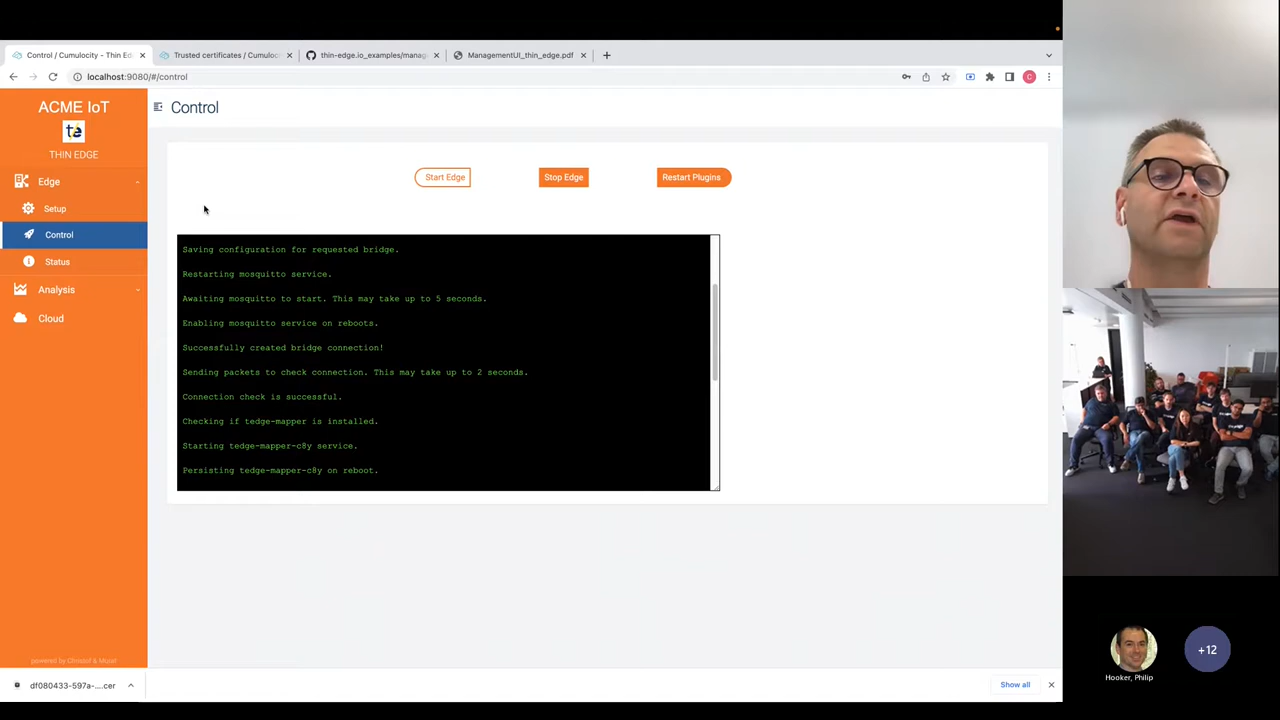 Control / Cumulocity - Thin Ed
Trusted certificates / Cumuloci
thin-edge.io_examples/manag
ManagementUI_thin_edge.pdf
localhost:9080/#/control
C
ACME IoT
te
THIN EDGE
Control
Edge
Setup
Control
Status
Analysis
Cloud
Start Edge
Stop Edge
Restart Plugins
Saving configuration for requested bridge.
Restarting mosquitto service.
Awaiting mosquitto to start. This may take up to 5 seconds.
Enabling mosquitto service on reboots.
Successfully created bridge connection!
Sending packets to check connection. This may take up to 2 seconds.
Connection check is successful.
Checking if tedge-mapper is installed.
Starting tedge-mapper-c8y service.
Persisting tedge-mapper-c8y on reboot.
powered by
df080433-597a-....cer
Show all
Hooker, Philip
+12